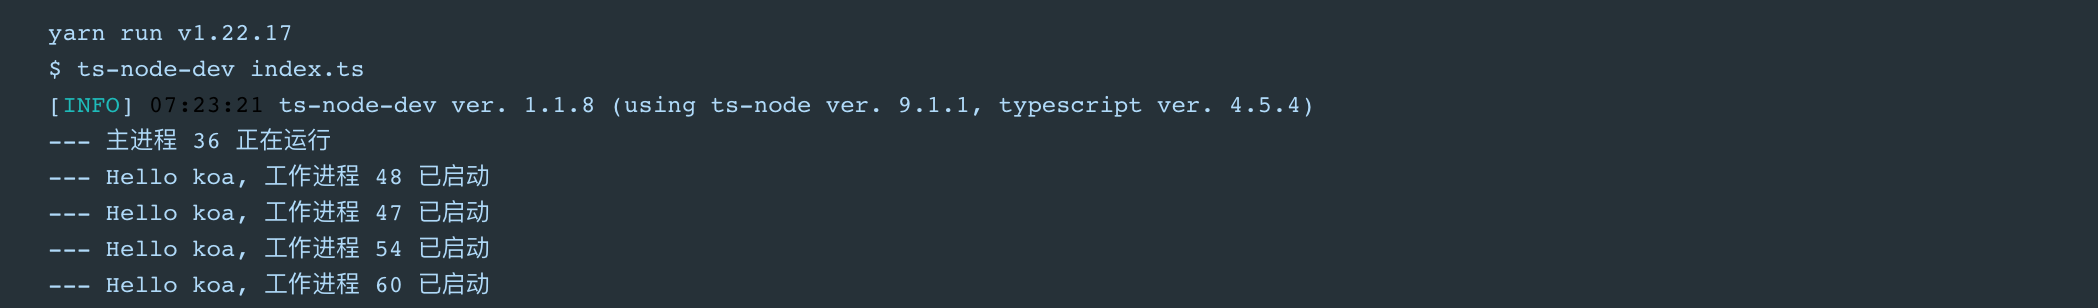 yarn run v1.22.17
$ ts-node-dev index.ts
[INFO] 07:23:21 ts-node-dev ver. 1.1.8 (using ts-node ver. 9.1.1, typescript ver. 4.5.4)
--- 主进程 36 正在运行
--- Hello koa, 工作进程 48 已启动
--- Hello koa, 工作进程 47 已启动
--- Hello koa, 工作进程 54 已启动
--- Hello koa, 工作进程 60 已启动